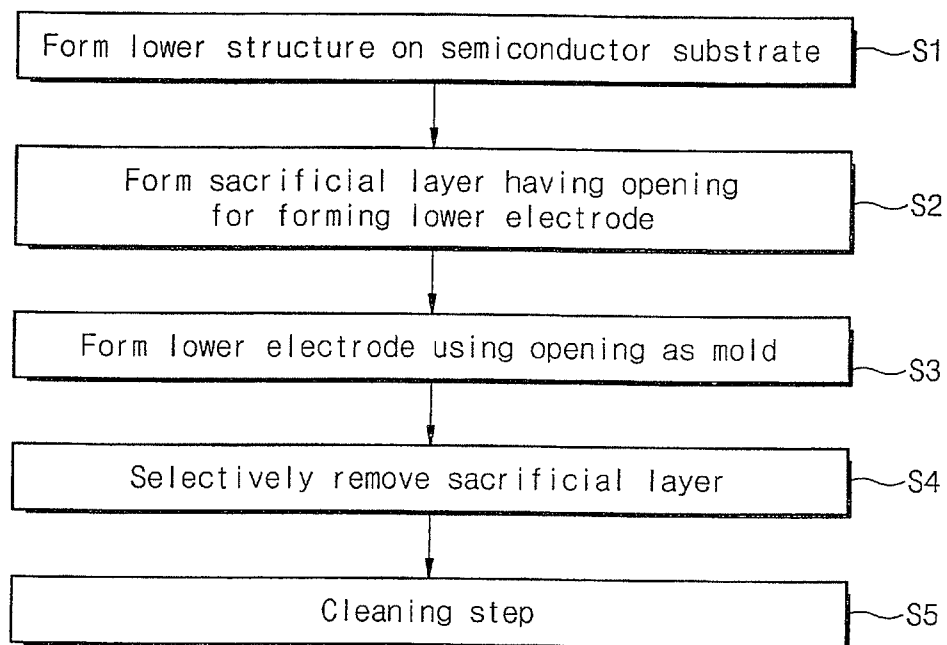 Form lower structure on semiconductor substrate
S1
Form sacrificial layer having opening
for forming lower electrode
S2
Form lower electrode using opening as mold
S3
Selectively remove sacrificial layer
S4
Cleaning step
S5